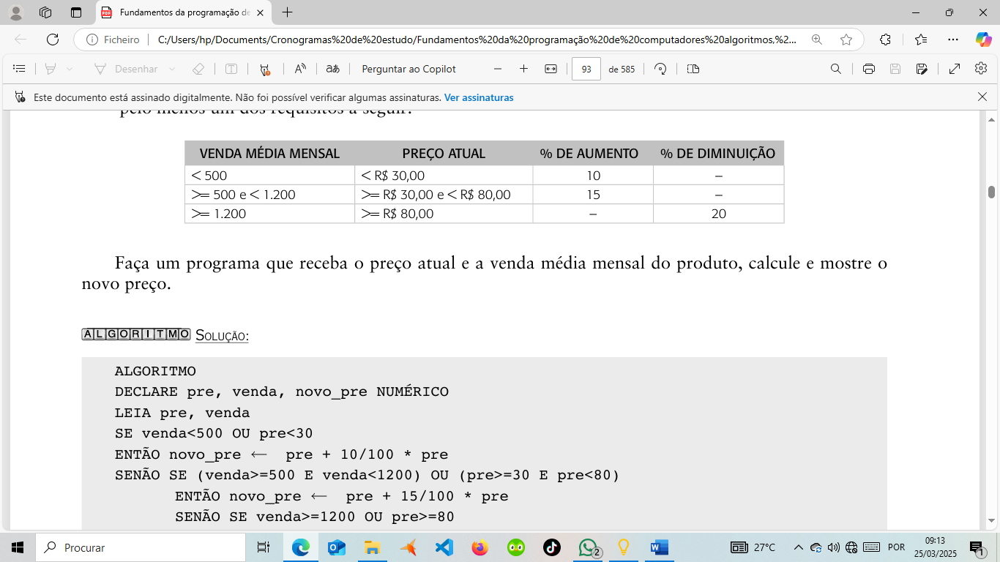 Fundamentos da programação de
Ficheiro
C:/Users/hp/Documents/Cronogramas%20de%20estudo/Fundamentos%20da%20programação%20de%20computadores%20algoritmos,%2...
Desenhar
Perguntar ao Copilot
93
de 585
Este documento está assinado digitalmente. Não foi possível verificar algumas assinaturas. Ver assinaturas
pelo menos um dos requisitos a seguir:
VENDA MÉDIA MENSAL PREÇO ATUAL % DE AUMENTO % DE DIMINUIÇÃO
< 500 < R$ 30,00 10 –
>= 500 e < 1.200 >= R$ 30,00 e < R$ 80,00 15 –
>= 1.200 >= R$ 80,00 – 20
Faça um programa que receba o preço atual e a venda média mensal do produto, calcule e mostre o
novo preço.
ALGORITMO SOLUÇÃO:
ALGORITMO
DECLARE pre, venda, novo_pre NUMÉRICO
LEIA pre, venda
SE venda<500 OU pre<30
ENTÃO novo_pre ← pre + 10/100 * pre
SENÃO SE (venda>=500 E venda<1200) OU (pre>=30 E pre<80)
ENTÃO novo_pre ← pre + 15/100 * pre
SENÃO SE venda>=1200 OU pre>=80
Procurar
2
27°C
POR
09:13
25/03/2025
1